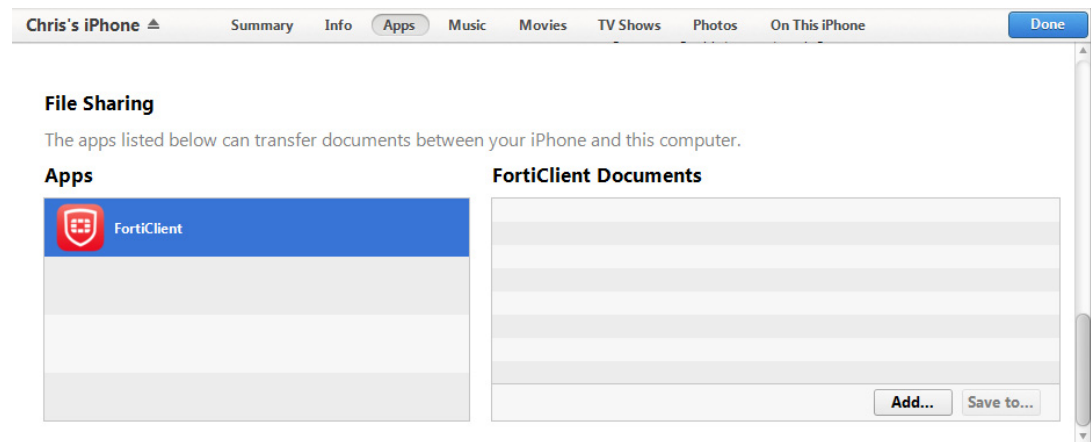 Chris's iPhone Summary Info Apps Music Movies TV Shows Photos On This iPhone Done
File Sharing
The apps listed below can transfer documents between your iPhone and this computer.
Apps FortiClient Documents
FortiClient
Add... Save to...